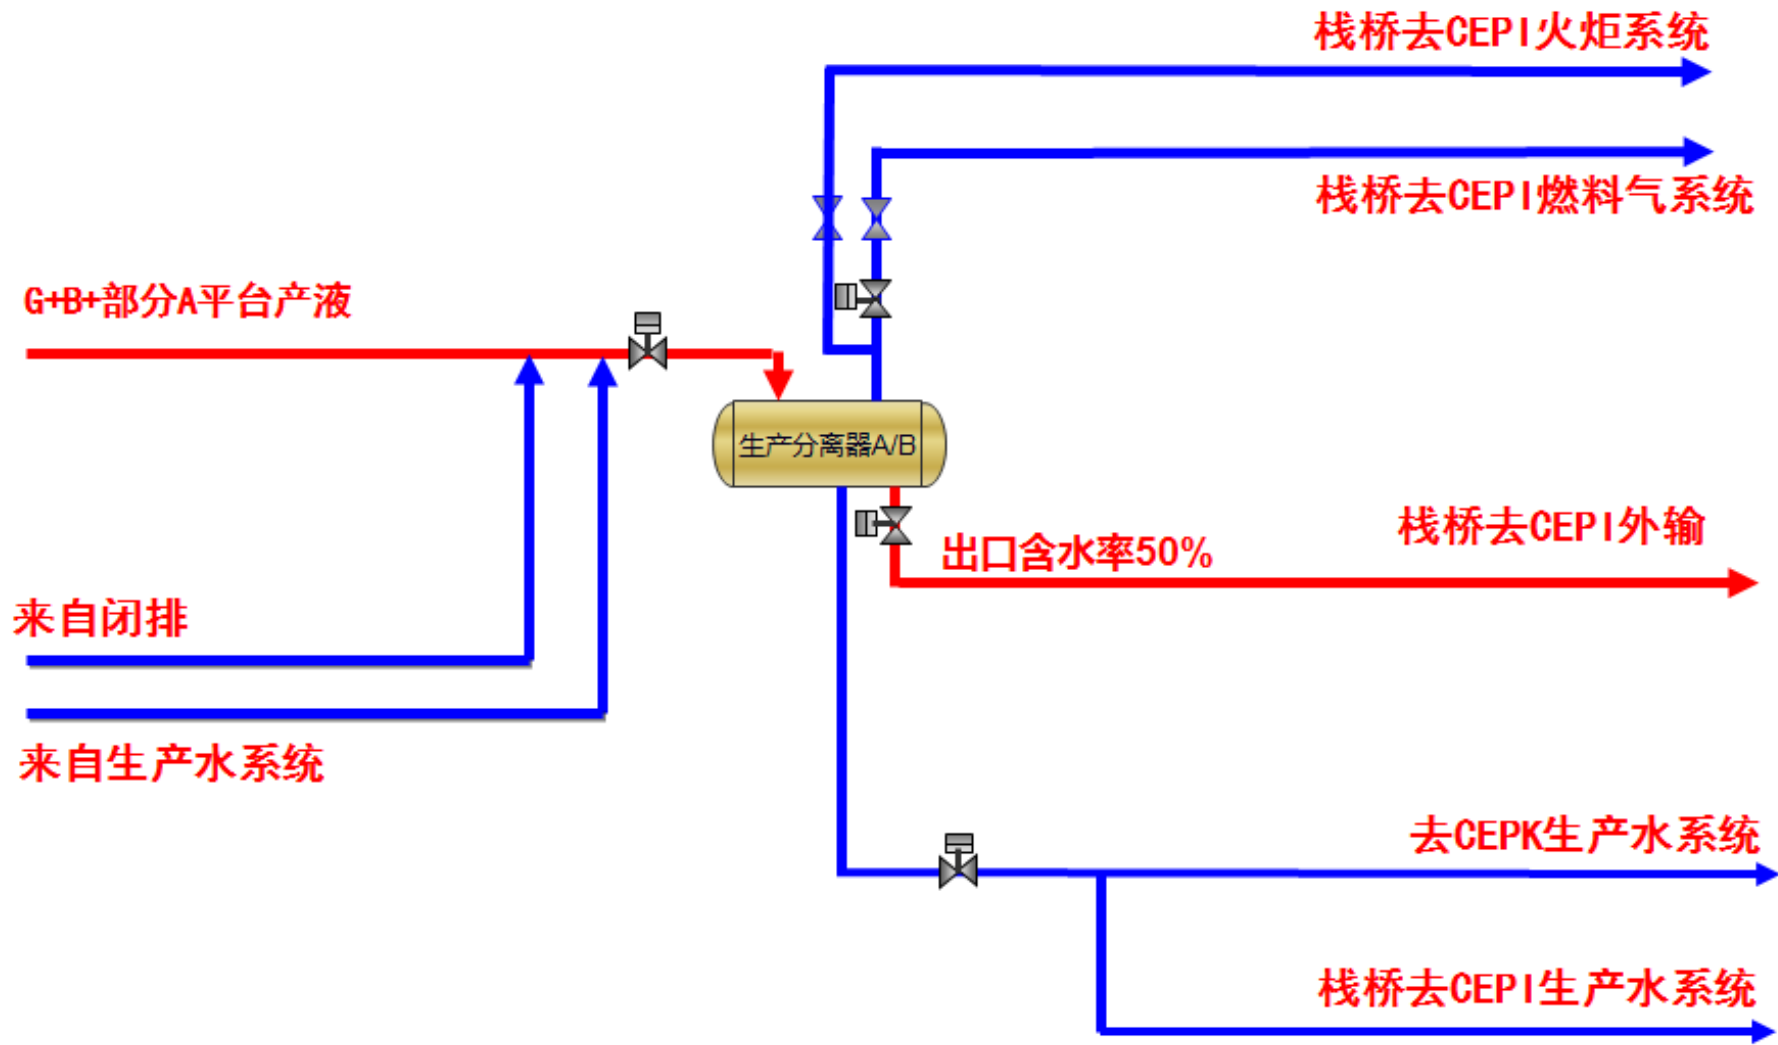 栈桥去CEPI火炬系统
栈桥去CEPI燃料气系统
G+B+部分A平台产液
生产分离器A/B
栈桥去CEPI外输
出口含水率50%
来自闭排
来自生产水系统
去CEPK生产水系统
栈桥去CEPI生产水系统